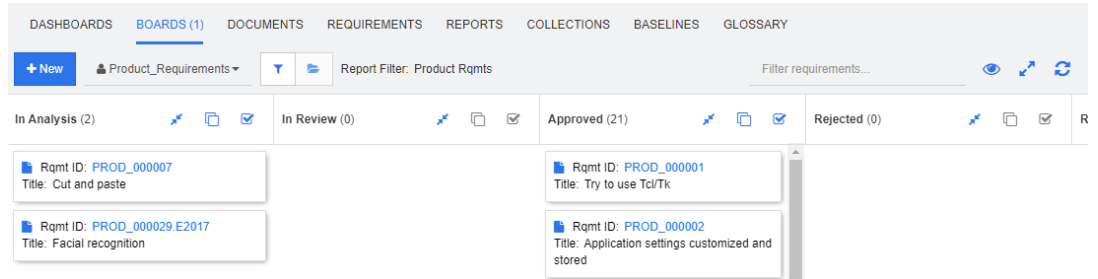 DASHBOARDS BOARDS (1) DOCUMENTS REQUIREMENTS REPORTS COLLECTIONS BASELINES GLOSSARY
+ New Product_Requirements Report Filter: Product Rqmts Filter requirements...
In Analysis (2) In Review (0) Approved (21) Rejected (0) R
Rqmt ID: PROD_000007
Title: Cut and paste
Rqmt ID: PROD_000029.E2017
Title: Facial recognition
Rqmt ID: PROD_000001
Title: Try to use Tcl/Tk
Rqmt ID: PROD_000002
Title: Application settings customized and
stored